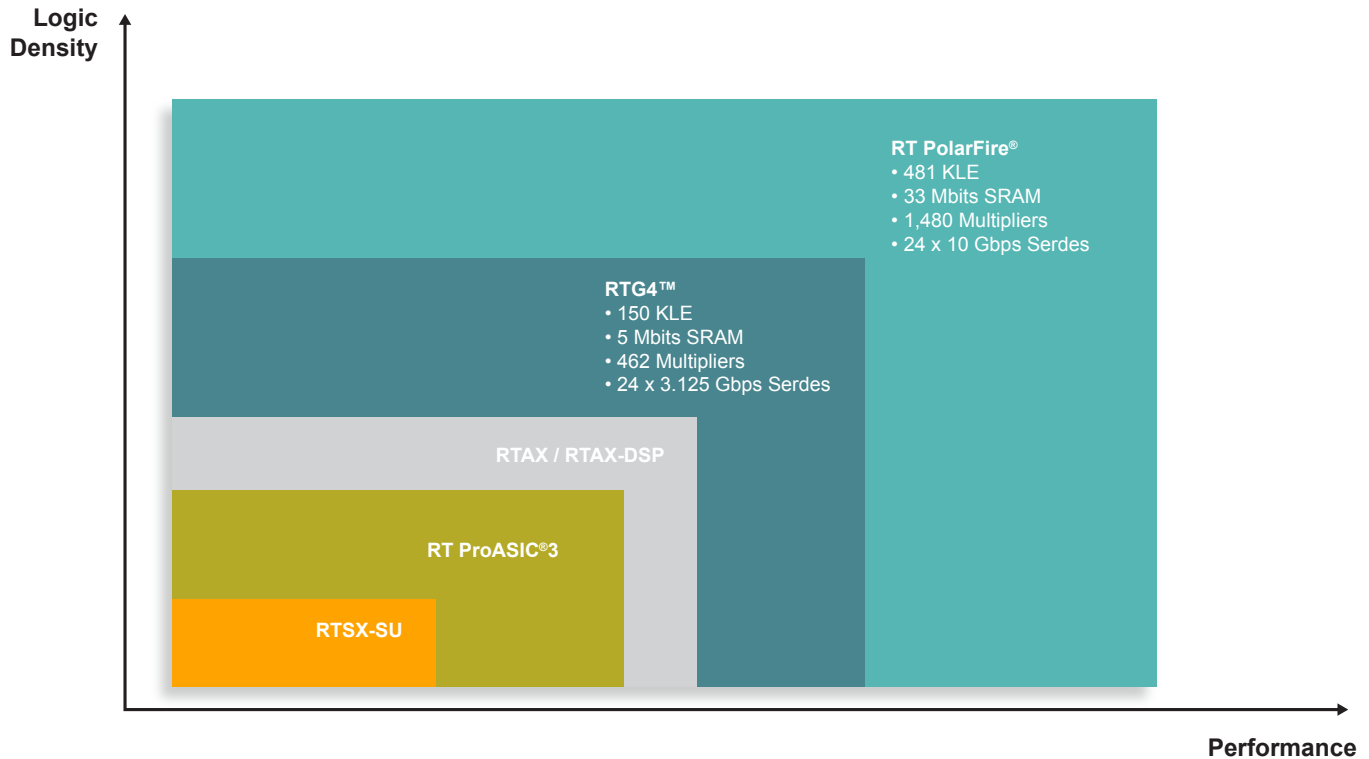 Logic
Density
RT PolarFire®
• 481 KLE
• 33 Mbits SRAM
• 1,480 Multipliers
• 24 x 10 Gbps Serdes
RTG4™
• 150 KLE
• 5 Mbits SRAM
• 462 Multipliers
• 24 x 3.125 Gbps Serdes
RTAX / RTAX-DSP
RT ProASIC®3
RTSX-SU
Performance